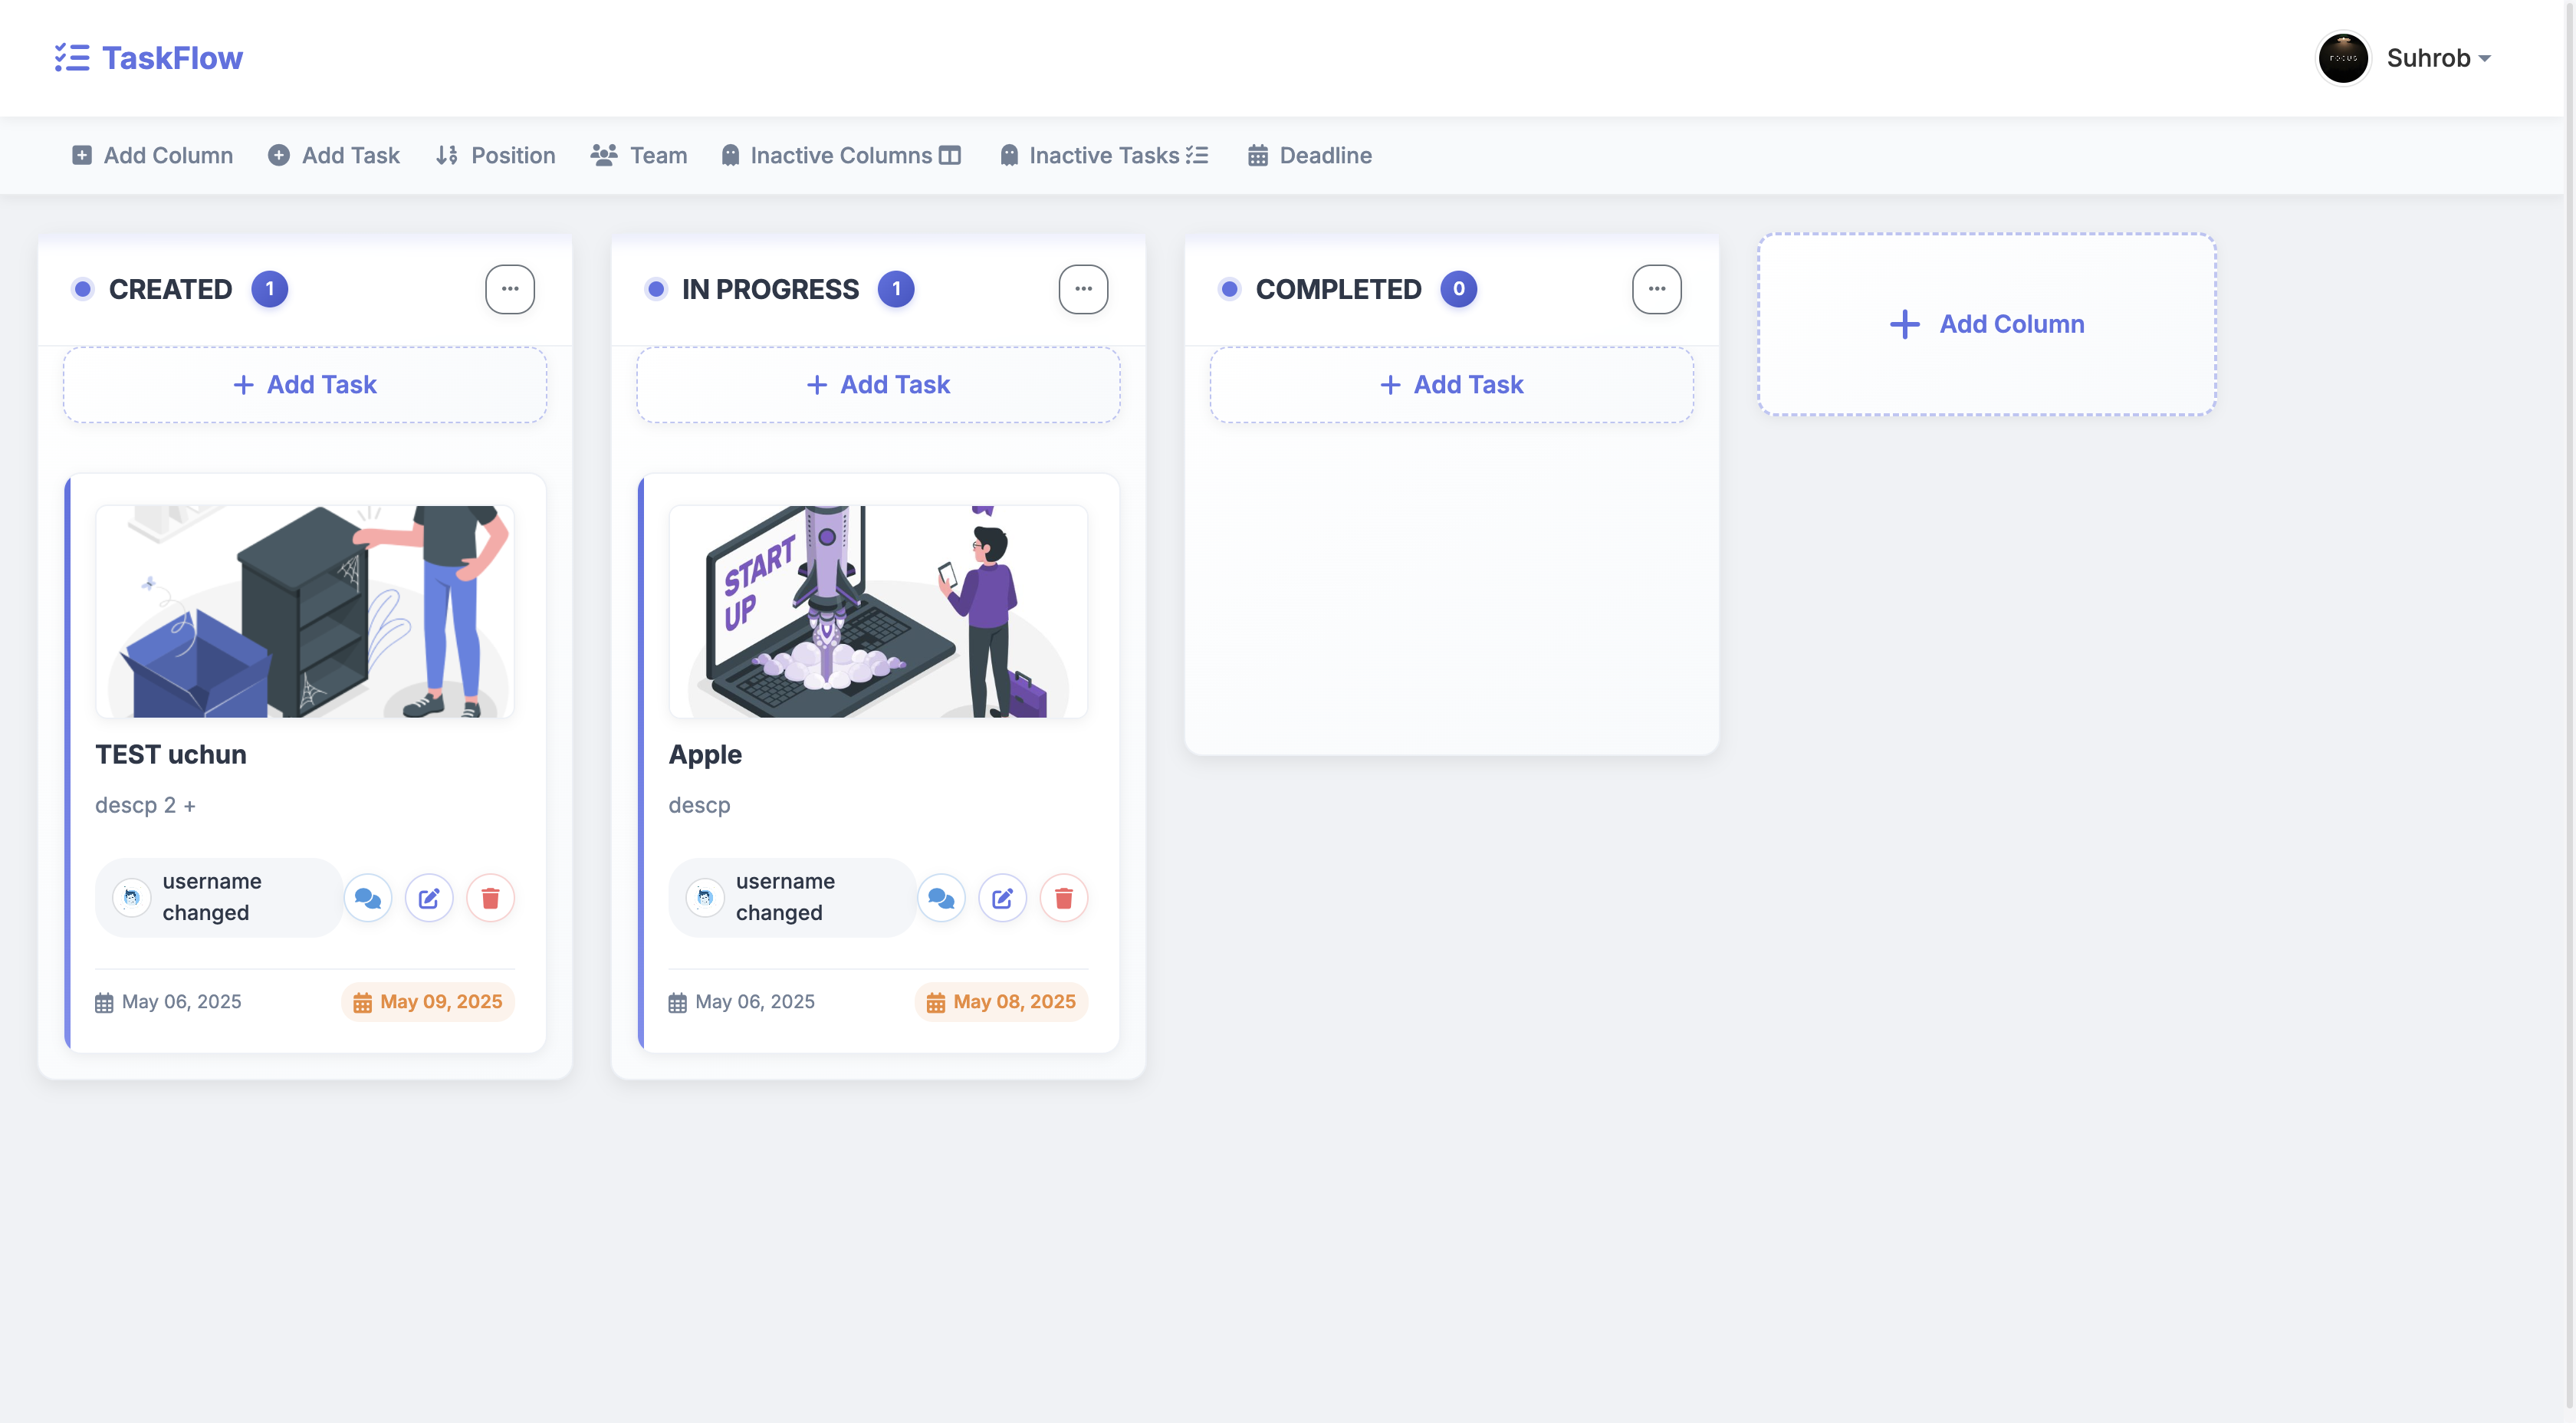 TaskFlow
FOCUS
Suhrob
Add Column
Add Task
Position
Team
Inactive Columns
Inactive Tasks
Deadline
CREATED 1
...
Add Task
START
UP
TEST uchun
descp 2 +
username
changed
May 06, 2025
May 09, 2025
IN PROGRESS 1
...
Add Task
Apple
descp
username
changed
May 06, 2025
May 08, 2025
COMPLETED 0
...
Add Task
Add Column